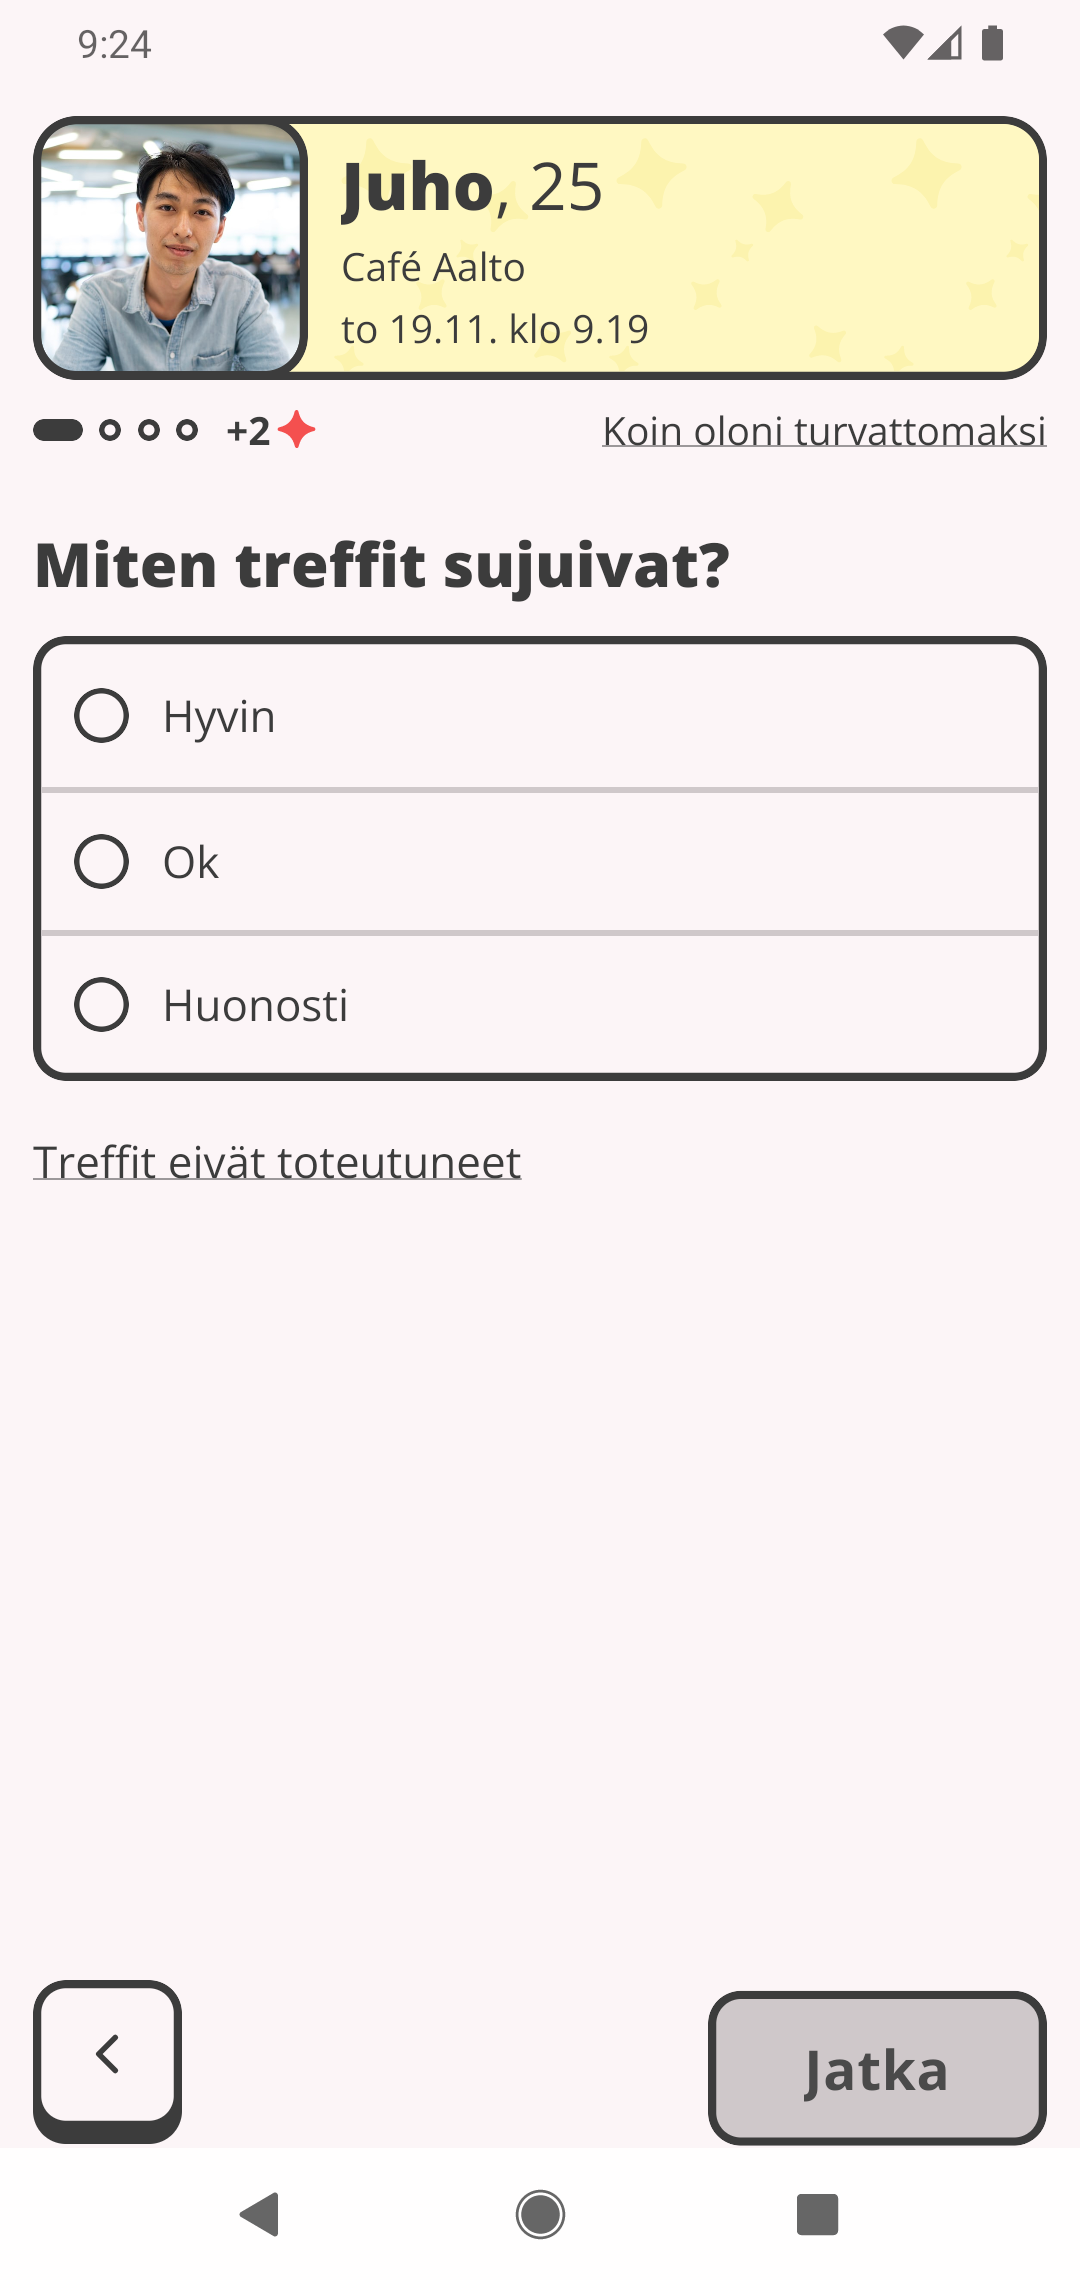 9:24
Juho, 25
Café Aalto
to 19.11. klo 9.19
+2
Koin oloni turvattomaksi
Miten treffit sujuivat?
Hyvin
Ok
Huonosti
Treffit eivät toteutuneet
Jatka